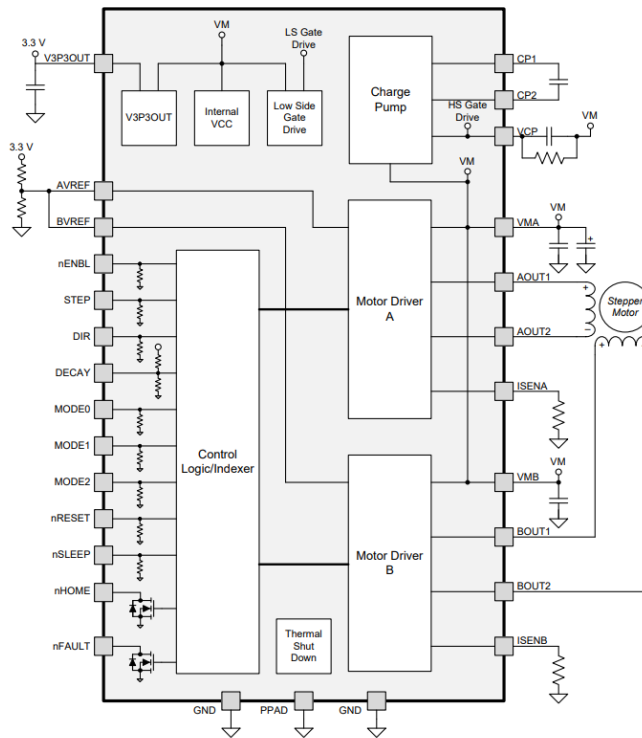 3.3 V
V3P3OUT
VM
LS Gate
Drive
V3P3OUT
Internal
VCC
Low Side
Gate
Drive
Charge
Pump
HS Gate
Drive
VM
CP1
CP2
VCP
VM
3.3 V
AVREF
BVREF
nENBL
STEP
DIR
DECAY
MODE0
MODE1
MODE2
nRESET
nSLEEP
nHOME
nFAULT
Control
Logic/Indexer
Motor Driver
A
Motor Driver
B
Thermal
Shut
Down
VMA
VM
+
AOUT1
+
Stepper
Motor
AOUT2
–
+
ISENA
VM
VMB
BOUT1
BOUT2
ISENB
GND
PPAD
GND